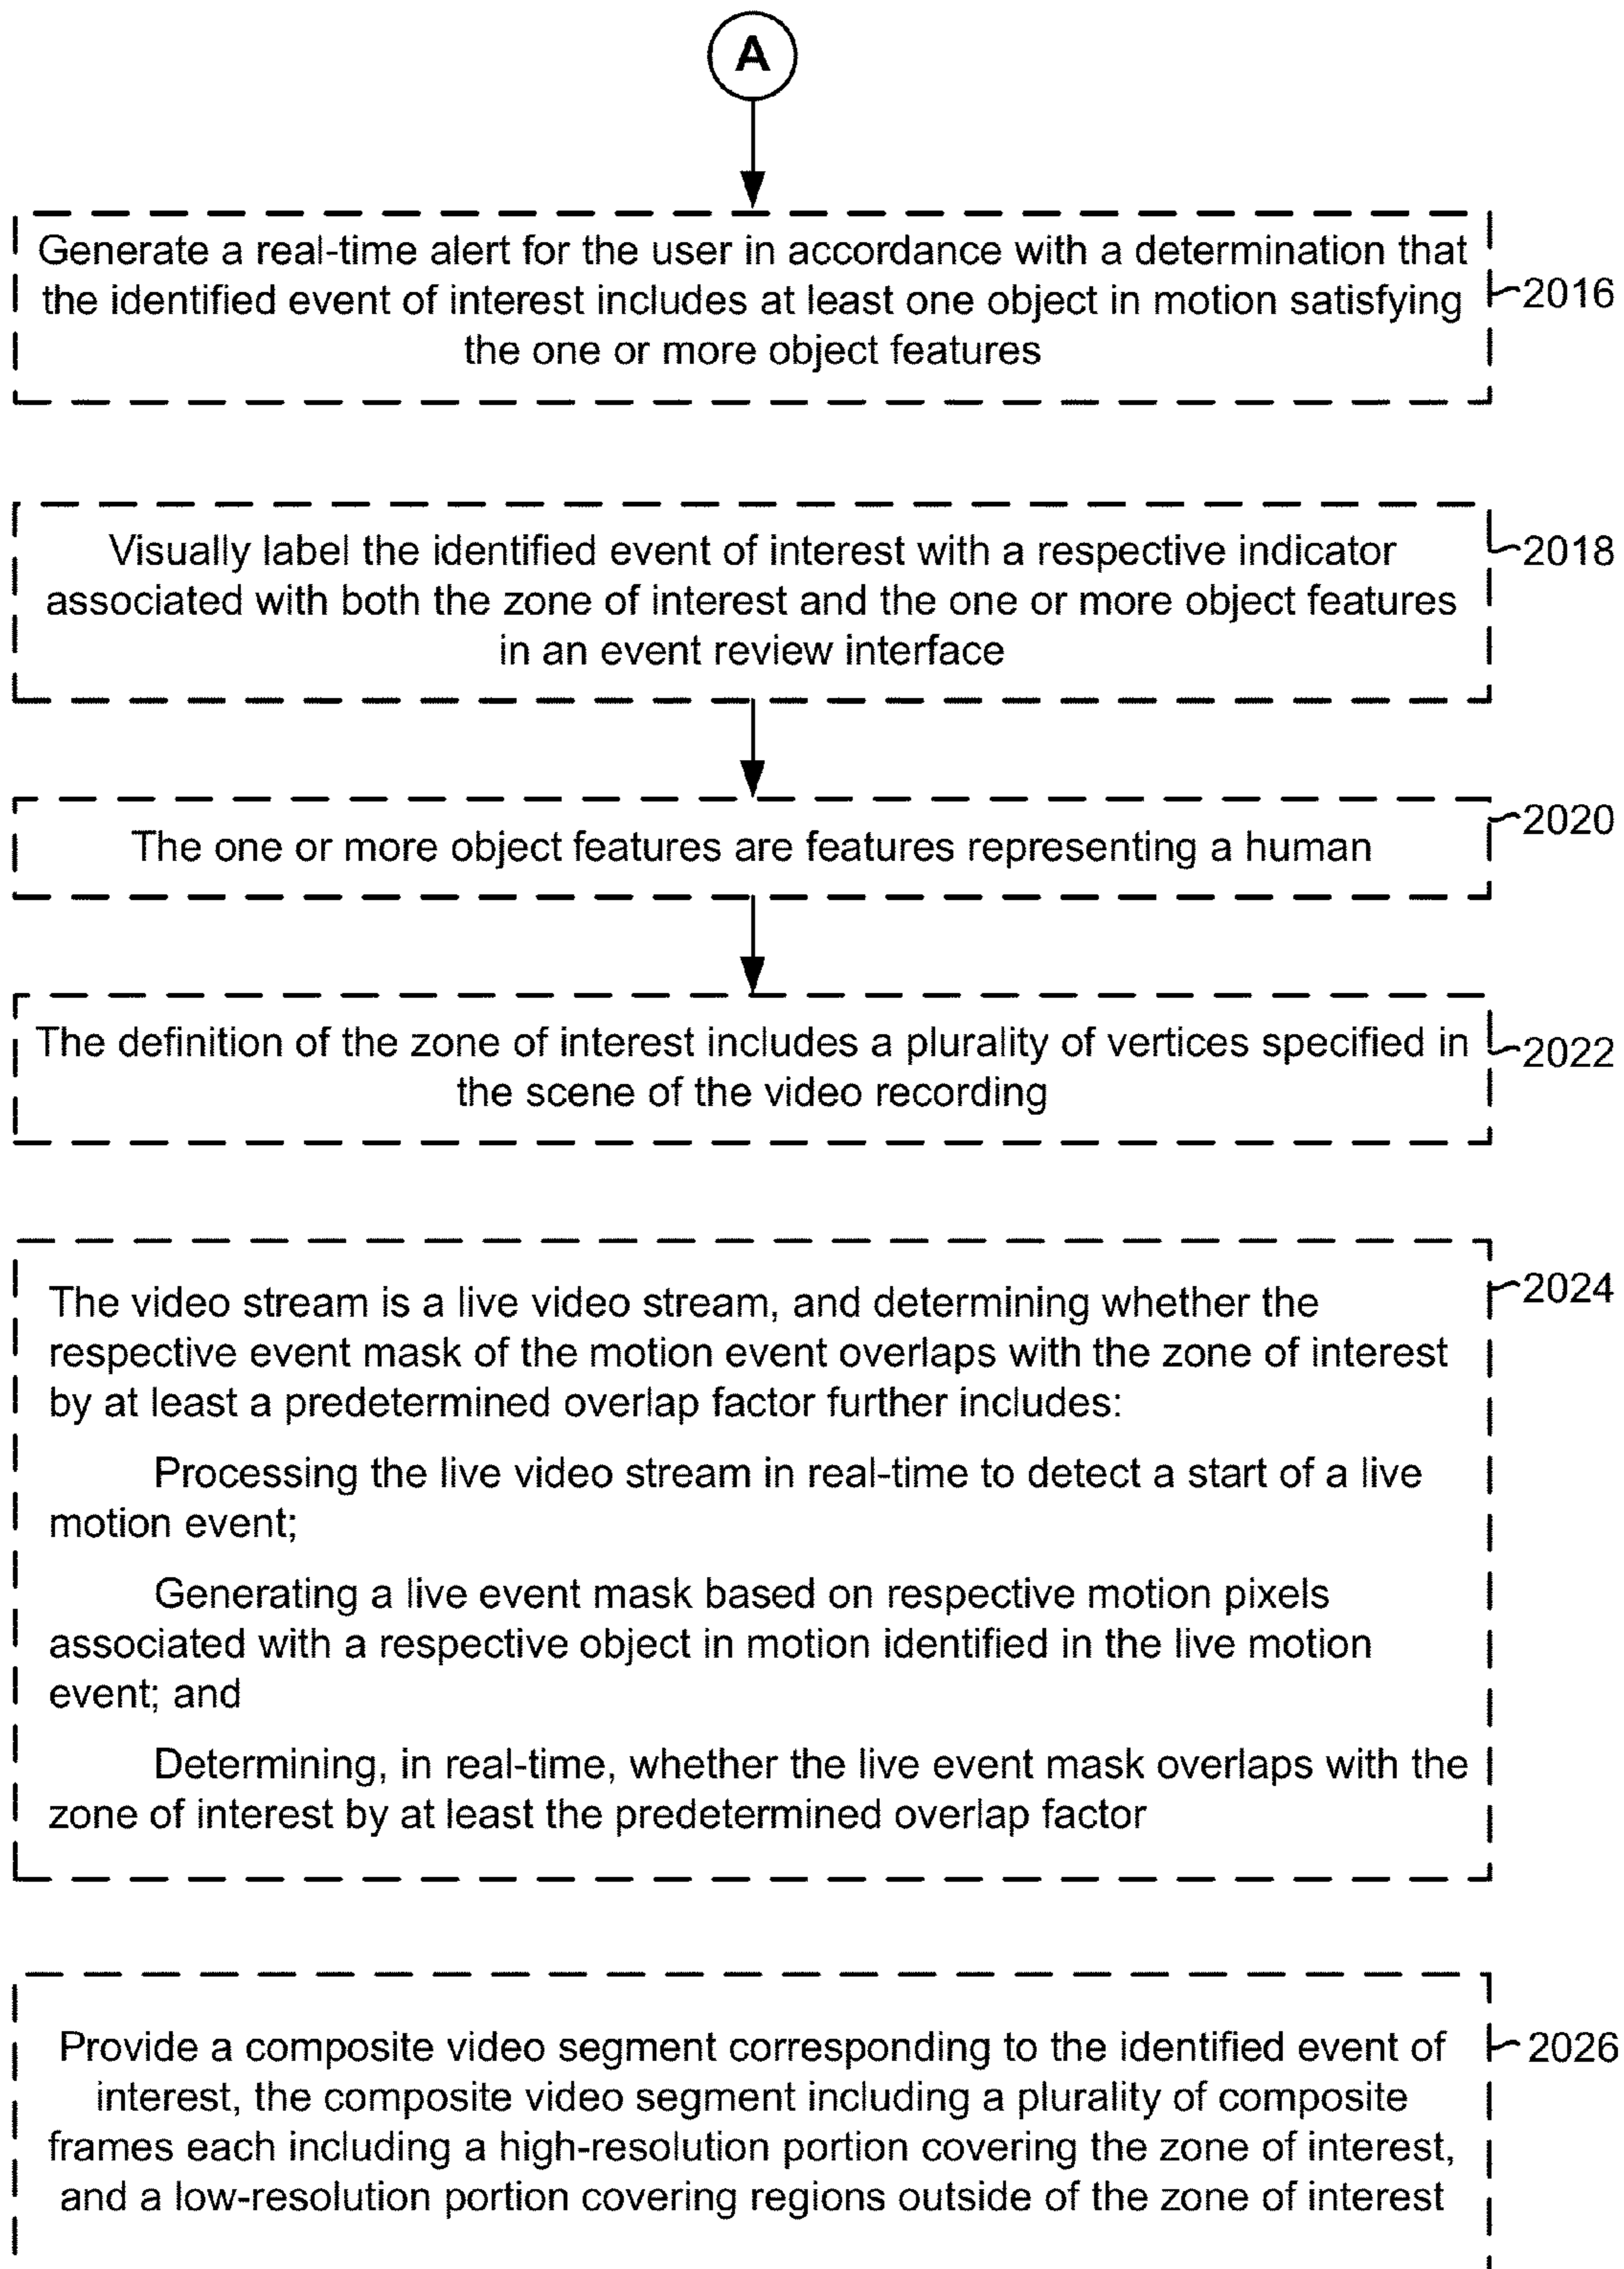 A
Generate a real-time alert for the user in accordance with a determination that
the identified event of interest includes at least one object in motion satisfying
the one or more object features
2016
Visually label the identified event of interest with a respective indicator
associated with both the zone of interest and the one or more object features
in an event review interface
2018
The one or more object features are features representing a human
2020
The definition of the zone of interest includes a plurality of vertices specified in
the scene of the video recording
2022
The video stream is a live video stream, and determining whether the
respective event mask of the motion event overlaps with the zone of interest
by at least a predetermined overlap factor further includes:
Processing the live video stream in real-time to detect a start of a live
motion event;
Generating a live event mask based on respective motion pixels
associated with a respective object in motion identified in the live motion
event; and
Determining, in real-time, whether the live event mask overlaps with the
zone of interest by at least the predetermined overlap factor
2024
Provide a composite video segment corresponding to the identified event of
interest, the composite video segment including a plurality of composite
frames each including a high-resolution portion covering the zone of interest,
and a low-resolution portion covering regions outside of the zone of interest
2026